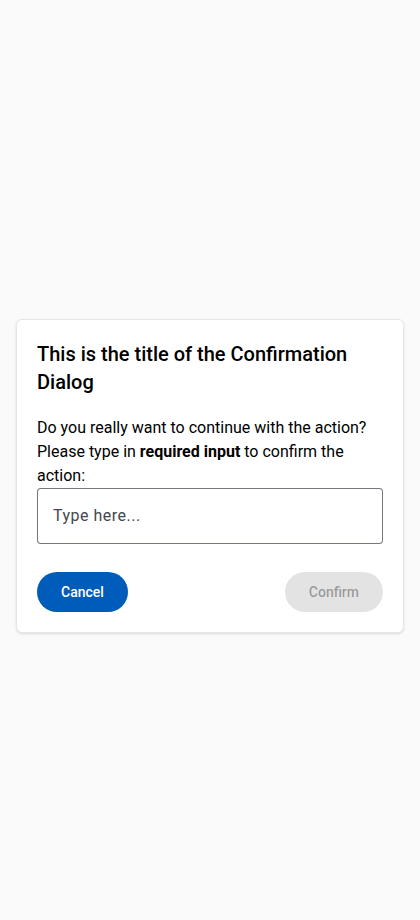 This is the title of the Confirmation
Dialog
Do you really want to continue with the action?
Please type in required input to confirm the
action:
Type here...
Cancel
Confirm